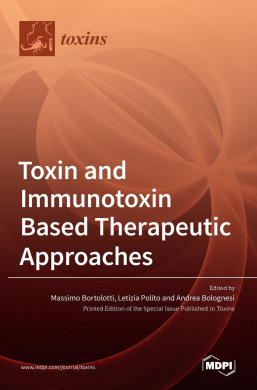 toxins
Toxin and
Immunotoxin
Based Therapeutic
Approaches
Edited by
Massimo Bortolotti, Letizia Polito and Andrea Bolognesi
Printed Edition of the Special Issue Published in Toxins
www.mdpi.com/journal/toxins
MDPI